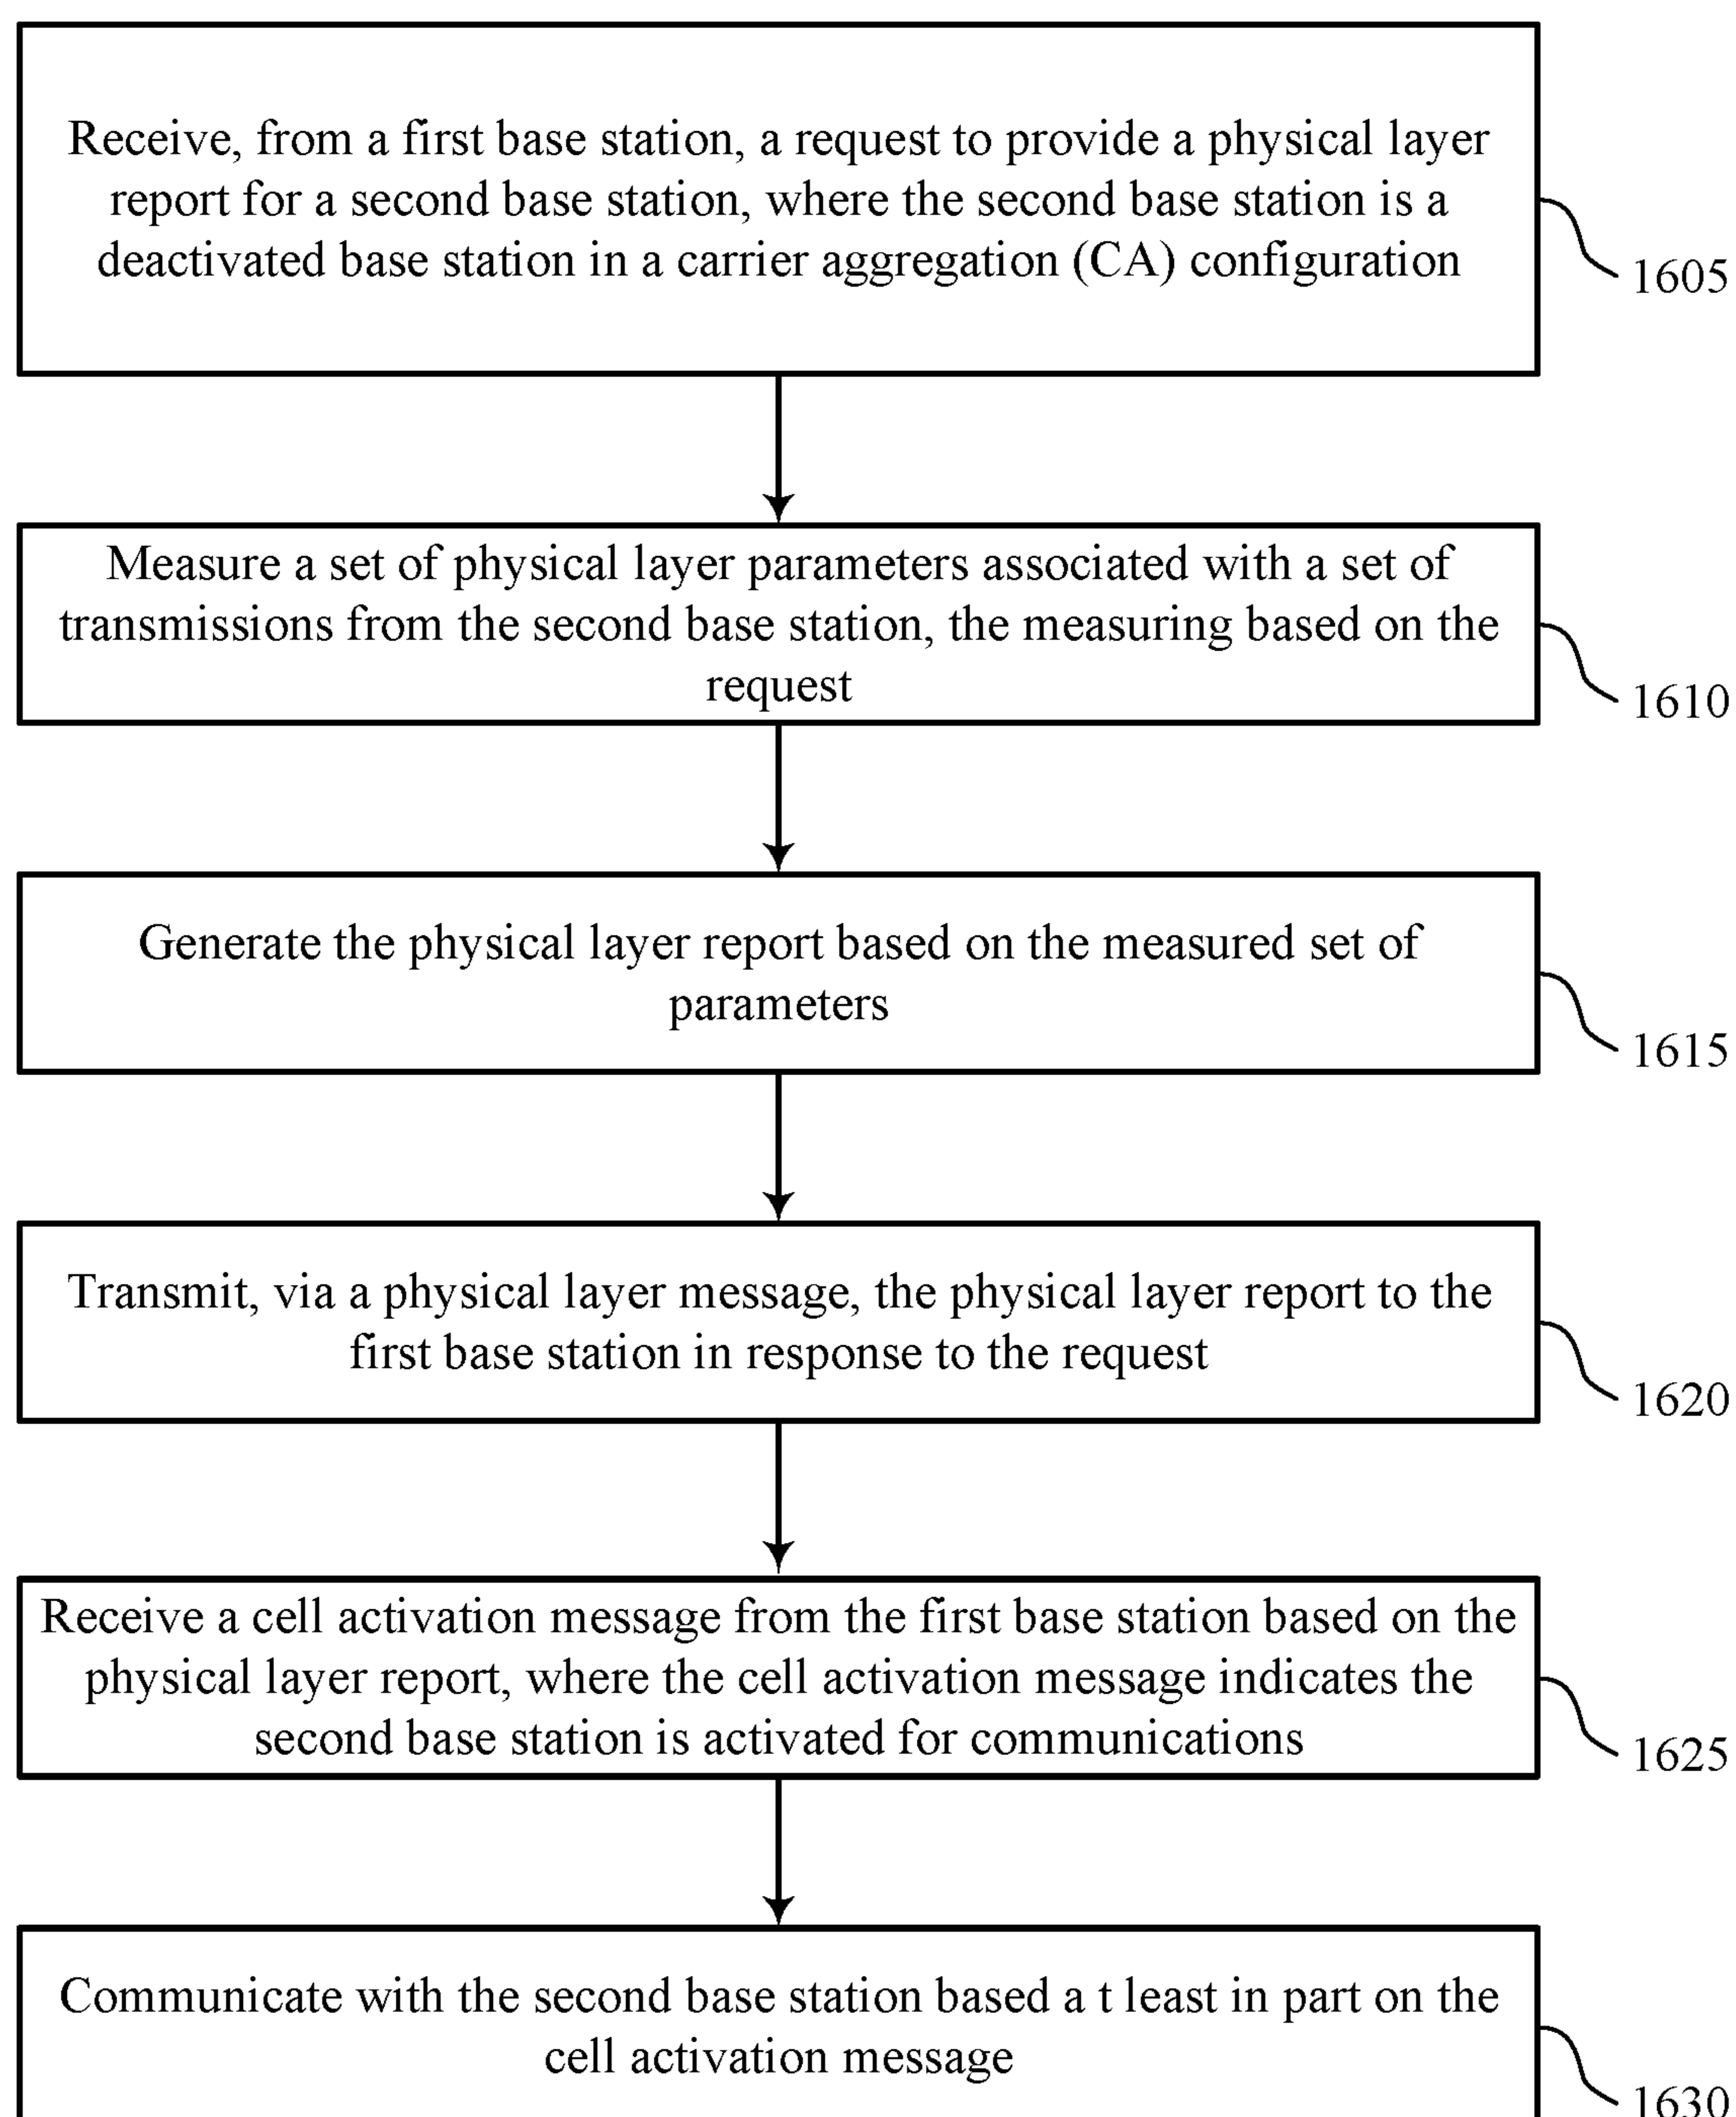 Receive, from a first base station, a request to provide a physical layer
report for a second base station, where the second base station is a
deactivated base station in a carrier aggregation (CA) configuration
1605
Measure a set of physical layer parameters associated with a set of
transmissions from the second base station, the measuring based on the
request
1610
Generate the physical layer report based on the measured set of
parameters
1615
Transmit, via a physical layer message, the physical layer report to the
first base station in response to the request
1620
Receive a cell activation message from the first base station based on the
physical layer report, where the cell activation message indicates the
second base station is activated for communications
1625
Communicate with the second base station based a t least in part on the
cell activation message
1630